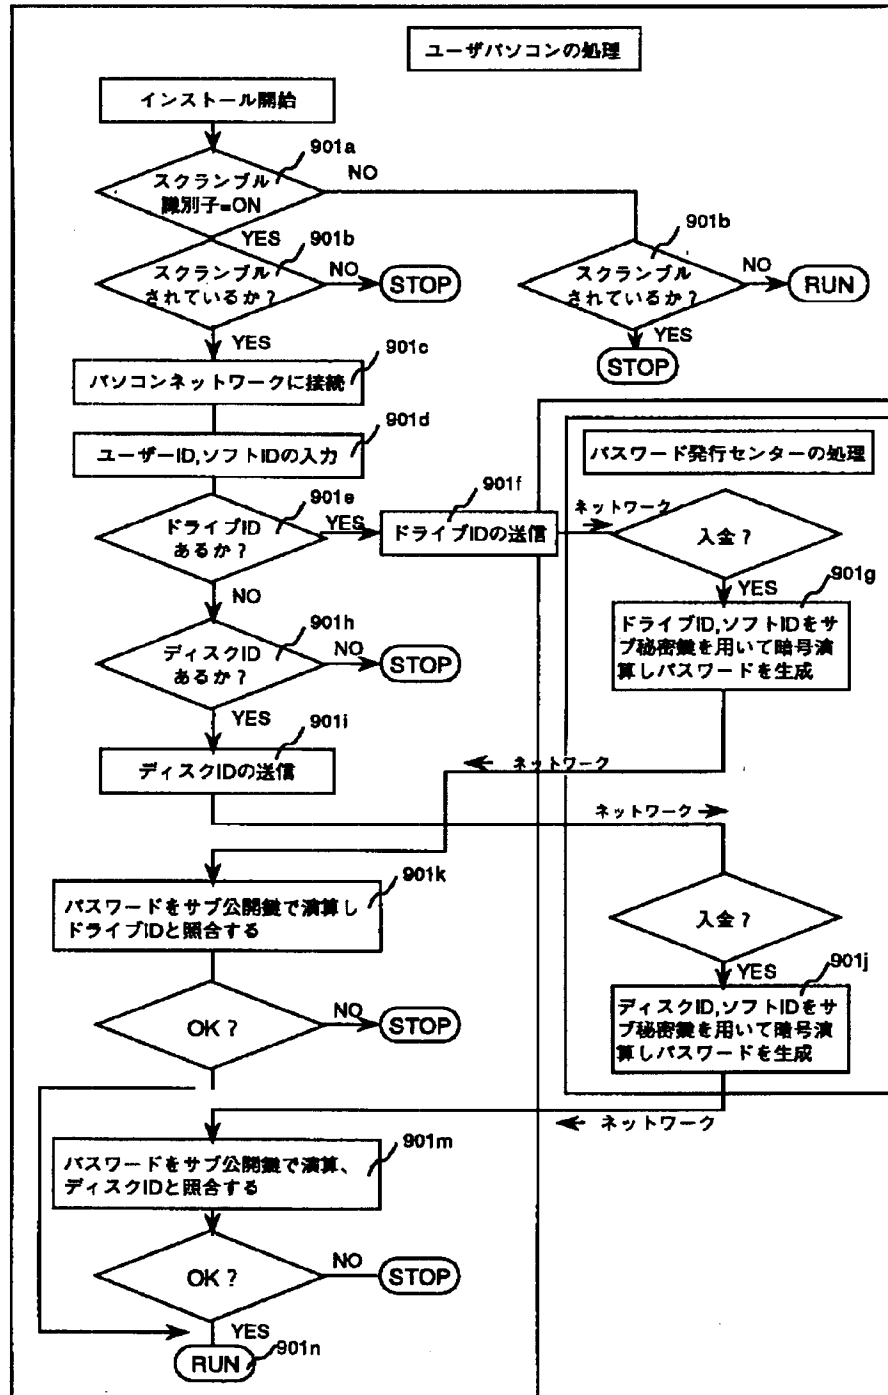 ユーザパソコンの処理
インストール開始
901a
スクランブル
識別子=ON
NO
YES
901b
スクランブル
されているか?
NO
STOP
YES
901b
スクランブル
されているか?
NO
RUN
YES
STOP
901c
パソコンネットワークに接続
901d
ユーザーID,ソフトIDの入力
901e
ドライブID
あるか?
YES
901f
ドライブIDの送信
パスワード発行センターの処理
ネットワーク
入金?
YES
901g
ドライブID,ソフトIDをサ
ブ秘密鍵を用いて暗号演
算しパスワードを生成
NO
901h
ディスクID
あるか?
NO
STOP
YES
901i
ディスクIDの送信
ネットワーク
ネットワーク
901k
パスワードをサブ公開鍵で演算し
ドライブIDと照合する
入金?
YES
901j
ディスクID,ソフトIDをサ
ブ秘密鍵を用いて暗号演
算しパスワードを生成
OK?
NO
STOP
ネットワーク
901m
パスワードをサブ公開鍵で演算、
ディスクIDと照合する
OK?
NO
STOP
YES
RUN
901n